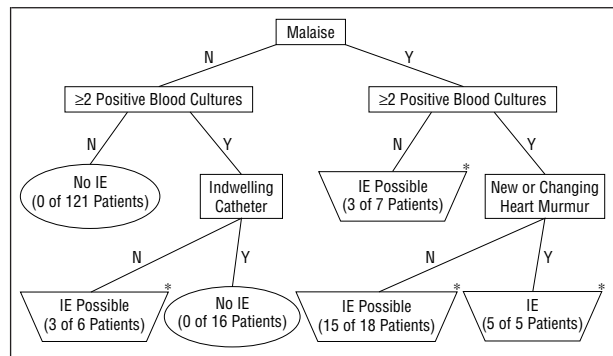 Malaise
N
Y
≥2 Positive Blood Cultures
≥2 Positive Blood Cultures
N
Y
N
Y
No IE
(0 of 121 Patients)
Indwelling
Catheter
IE Possible
(3 of 7 Patients)
*
New or Changing
Heart Murmur
N
Y
N
Y
IE Possible
(3 of 6 Patients)
*
No IE
(0 of 16 Patients)
IE Possible
(15 of 18 Patients)
*
IE
(5 of 5 Patients)
*